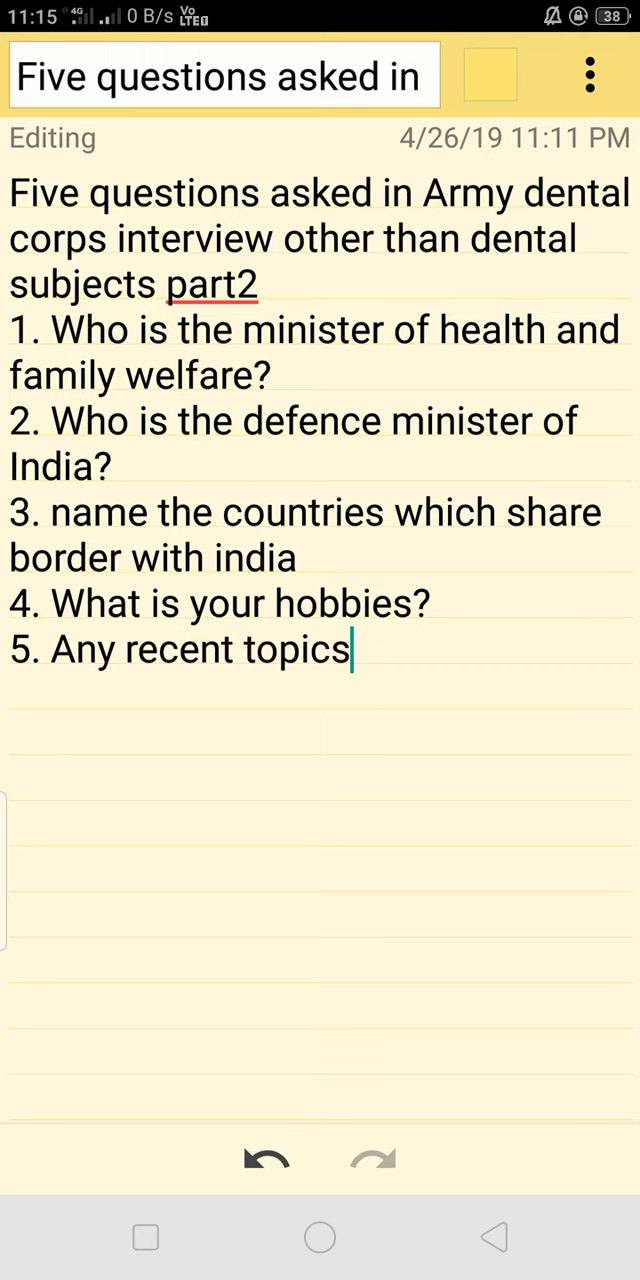 11:15 4G 0 B/s Vo LTE1 38
Five questions asked in
Editing 4/26/19 11:11 PM
Five questions asked in Army dental
corps interview other than dental
subjects part2
1. Who is the minister of health and
family welfare?
2. Who is the defence minister of
India?
3. name the countries which share
border with india
4. What is your hobbies?
5. Any recent topics